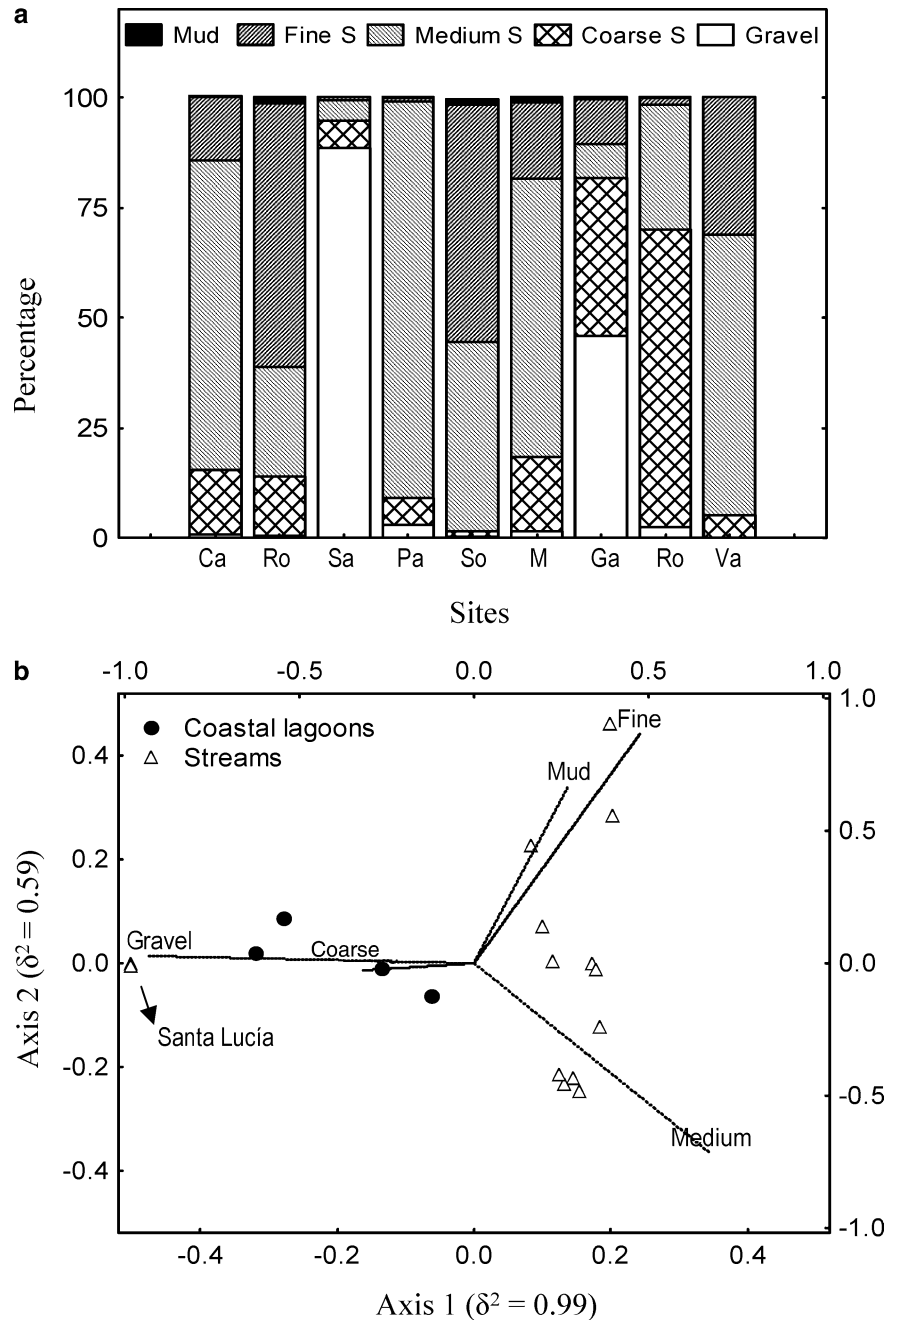 a
Mud Fine S Medium S Coarse S Gravel
100
75
50
25
0
Percentage
Ca Ro Sa Pa So M Ga Ro Va
Sites
b
-1.0 -0.5 0.0 0.5 1.0
Coastal lagoons
Streams
0.4
0.2
0.0
-0.2
-0.4
Axis 2 (δ² = 0.59)
1.0
0.5
0.0
-0.5
-1.0
Fine
Mud
Gravel
Coarse
Santa Lucía
Medium
-0.4 -0.2 0.0 0.2 0.4
Axis 1 (δ² = 0.99)